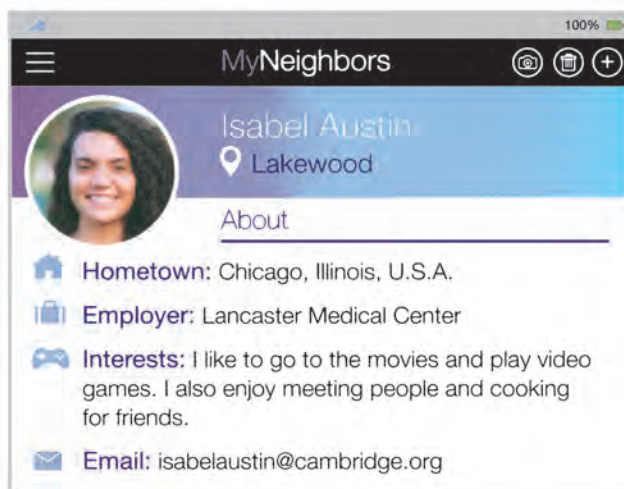 100%
MyNeighbors
Isabel Austin
Lakewood
About
Hometown: Chicago, Illinois, U.S.A.
Employer: Lancaster Medical Center
Interests: I like to go to the movies and play video
games. I also enjoy meeting people and cooking
for friends.
Email: isabelaustin@cambridge.org